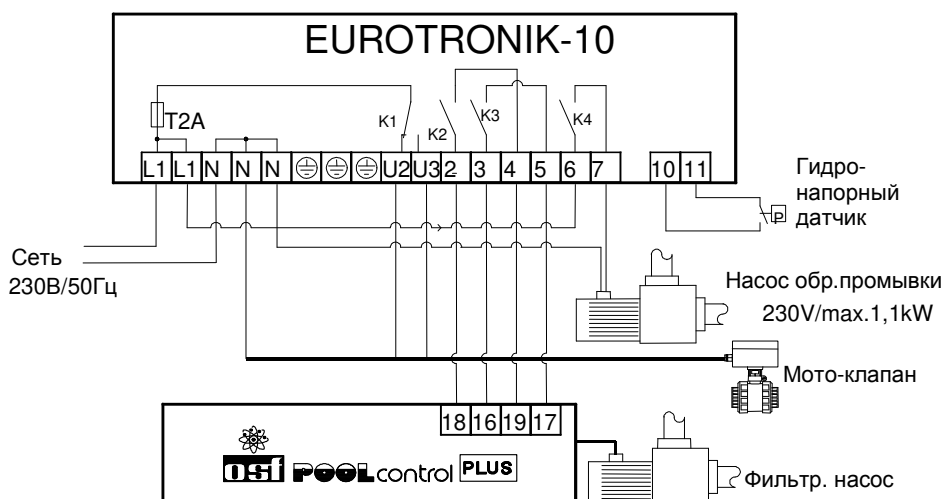 EUROTRONIK-10
T2A
K1
K2
K3
K4
L1 L1 N N N U2 U3 2 3 4 5 6 7 10 11
Гидро-
напорный
датчик
P
Сеть
230В/50Гц
Насос обр.промывки
230V/max.1,1kW
Мото-клапан
18 16 19 17
osf POOL control PLUS
Фильтр. насос